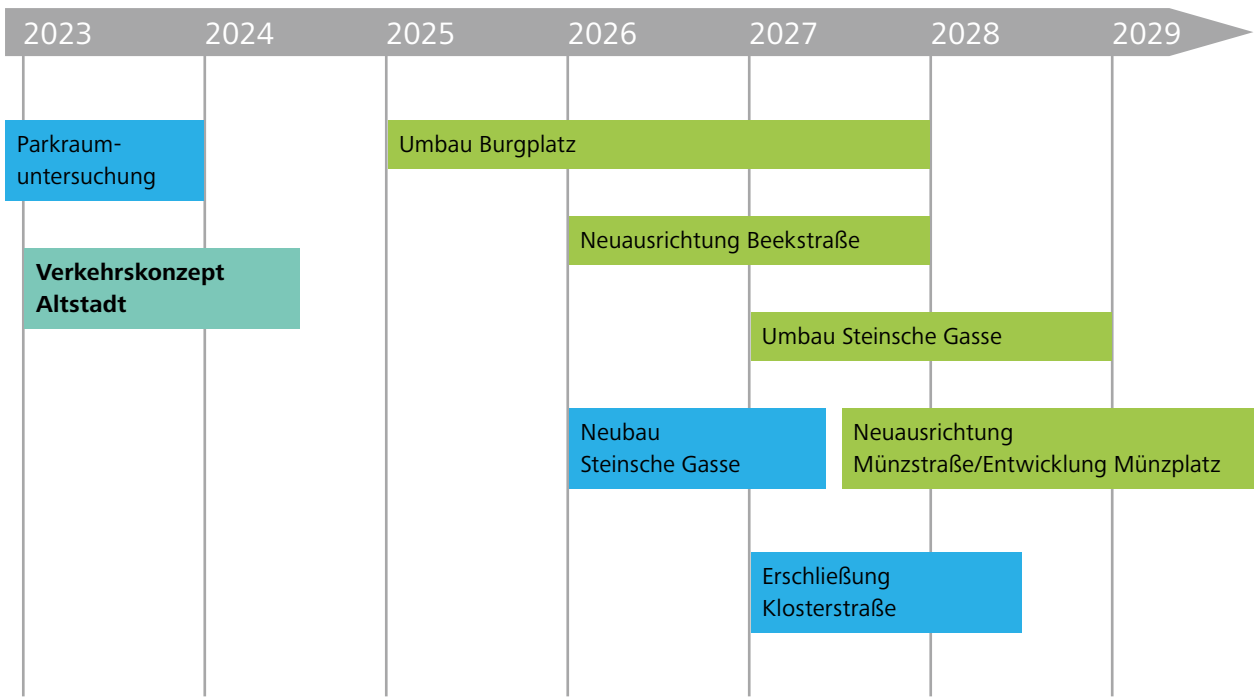 2023 2024 2025 2026 2027 2028 2029
Parkraum-
untersuchung
Umbau Burgplatz
Neuausrichtung Beekstraße
Verkehrskonzept
Altstadt
Umbau Steinsche Gasse
Neubau
Steinsche Gasse
Neuausrichtung
Münzstraße/Entwicklung Münzplatz
Erschließung
Klosterstraße